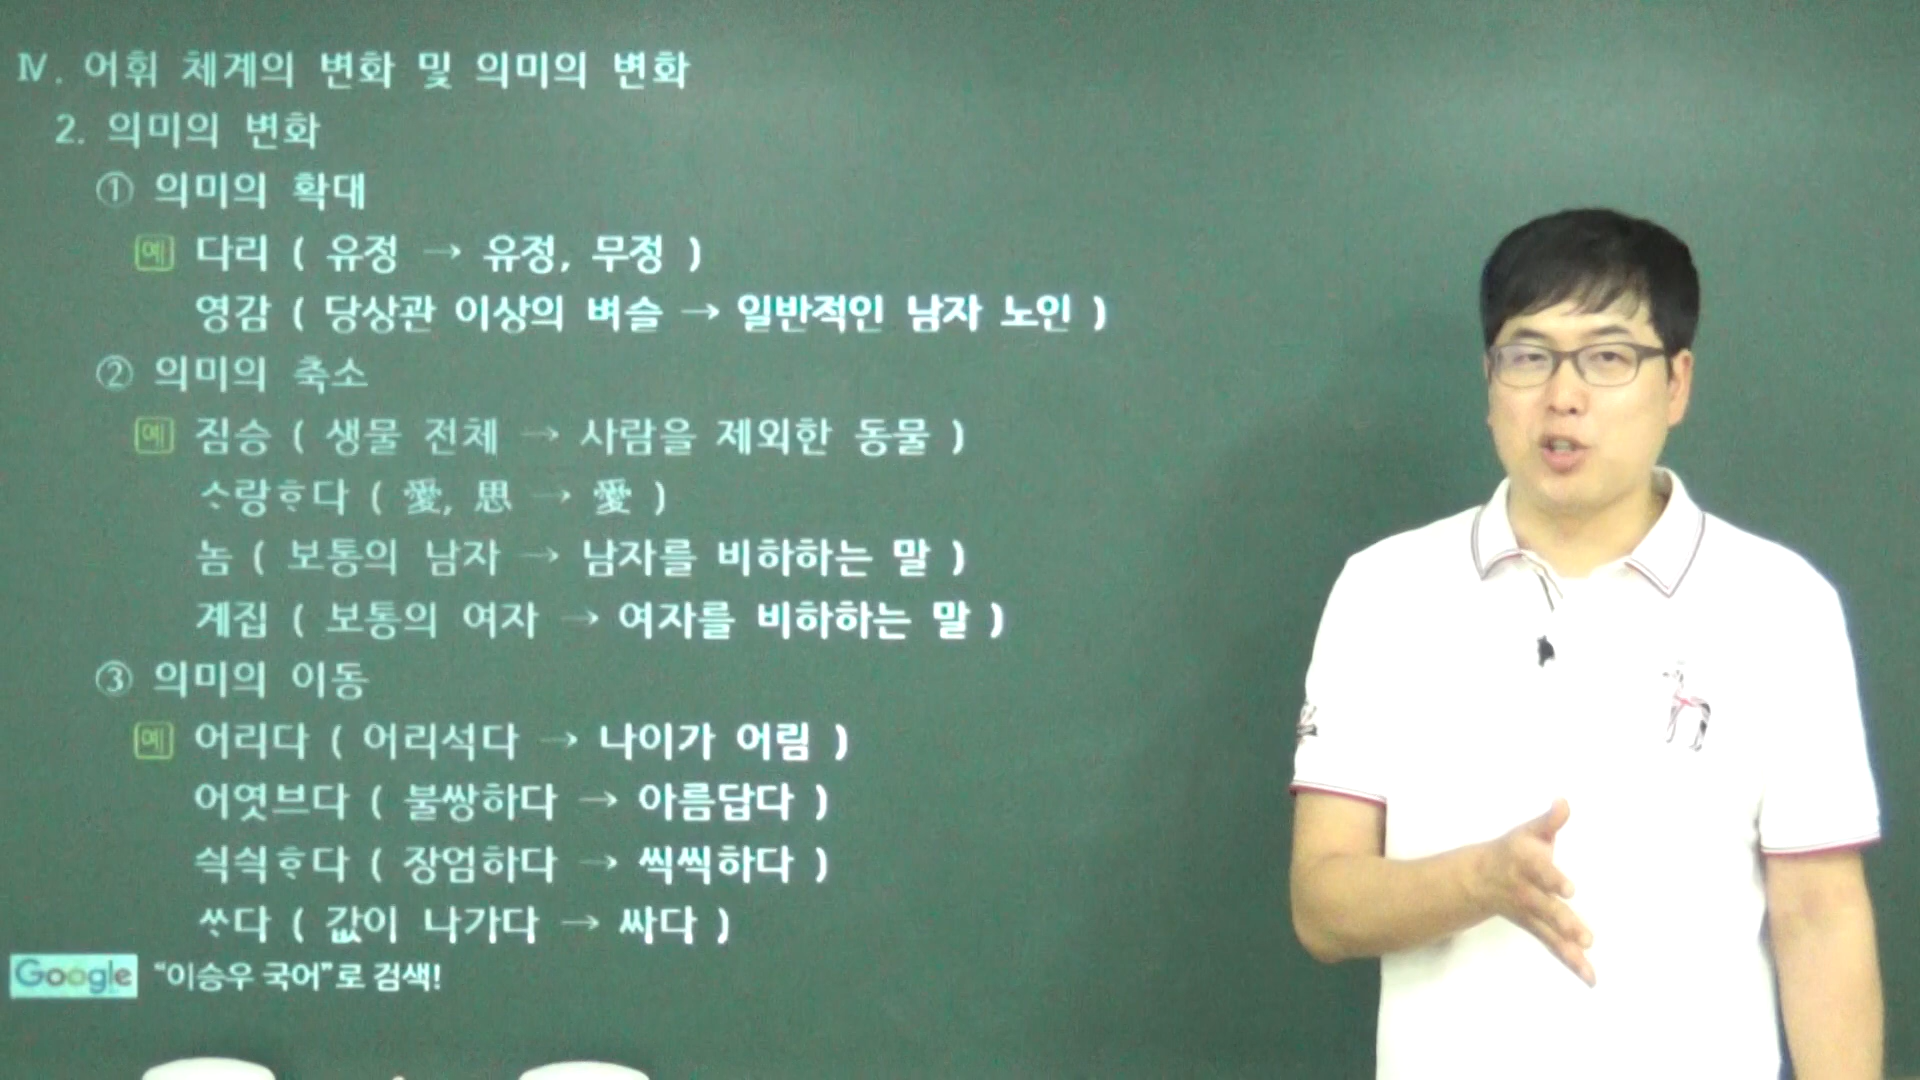 Ⅳ. 어휘 체계의 변화 및 의미의 변화
2. 의미의 변화
① 의미의 확대
예 다리 ( 유정 → 유정, 무정 )
영감 ( 당상관 이상의 벼슬 → 일반적인 남자 노인 )
② 의미의 축소
예 짐승 ( 생물 전체 → 사람을 제외한 동물 )
ᄉᆞ랑ᄒᆞ다 ( 愛, 思 → 愛 )
놈 ( 보통의 남자 → 남자를 비하하는 말 )
계집 ( 보통의 여자 → 여자를 비하하는 말 )
③ 의미의 이동
예 어리다 ( 어리석다 → 나이가 어림 )
어엿브다 ( 불쌍하다 → 아름답다 )
싁싁ᄒᆞ다 ( 장엄하다 → 씩씩하다 )
ᄊᆞ다 ( 값이 나가다 → 싸다 )
Google “이승우 국어”로 검색!